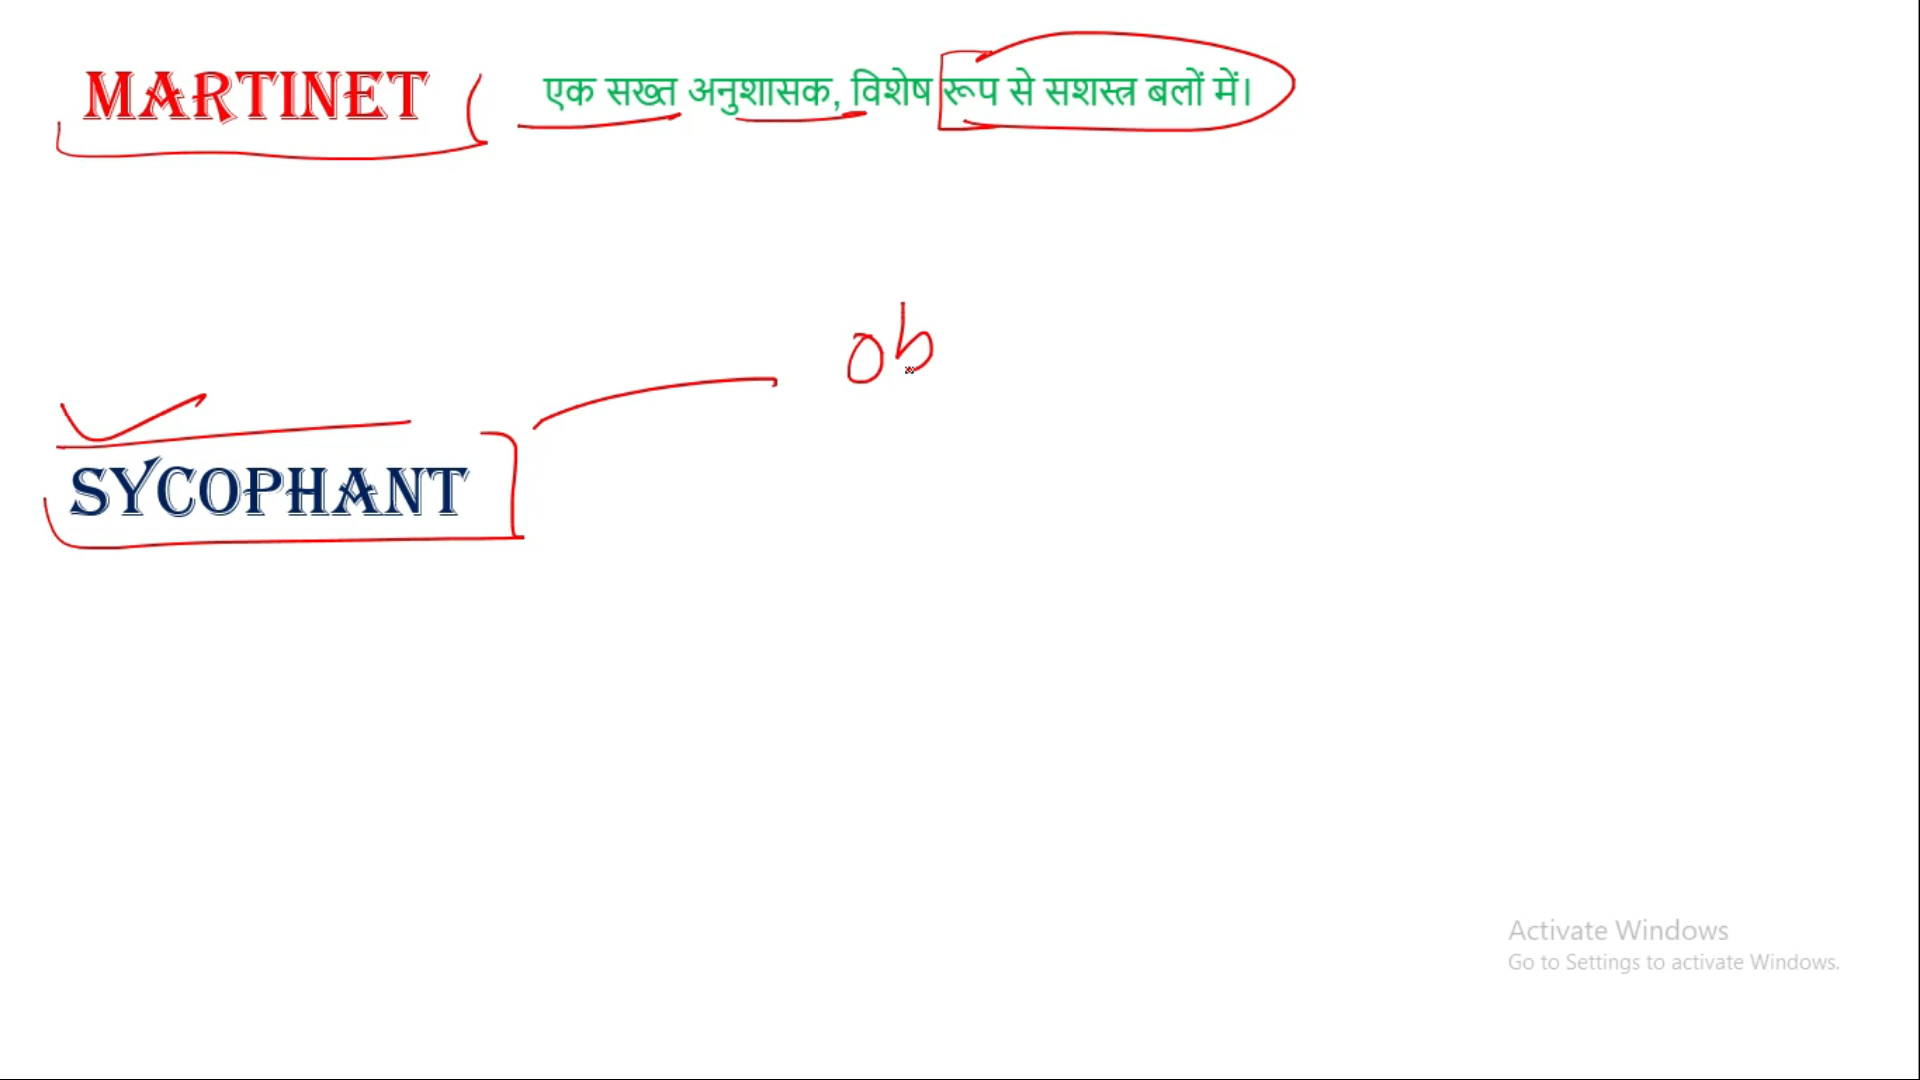 MARTINET एक सख्त अनुशासक, विशेष रूप से सशस्त्र बलों में।
ob
SYCOPHANT
Activate Windows
Go to Settings to activate Windows.